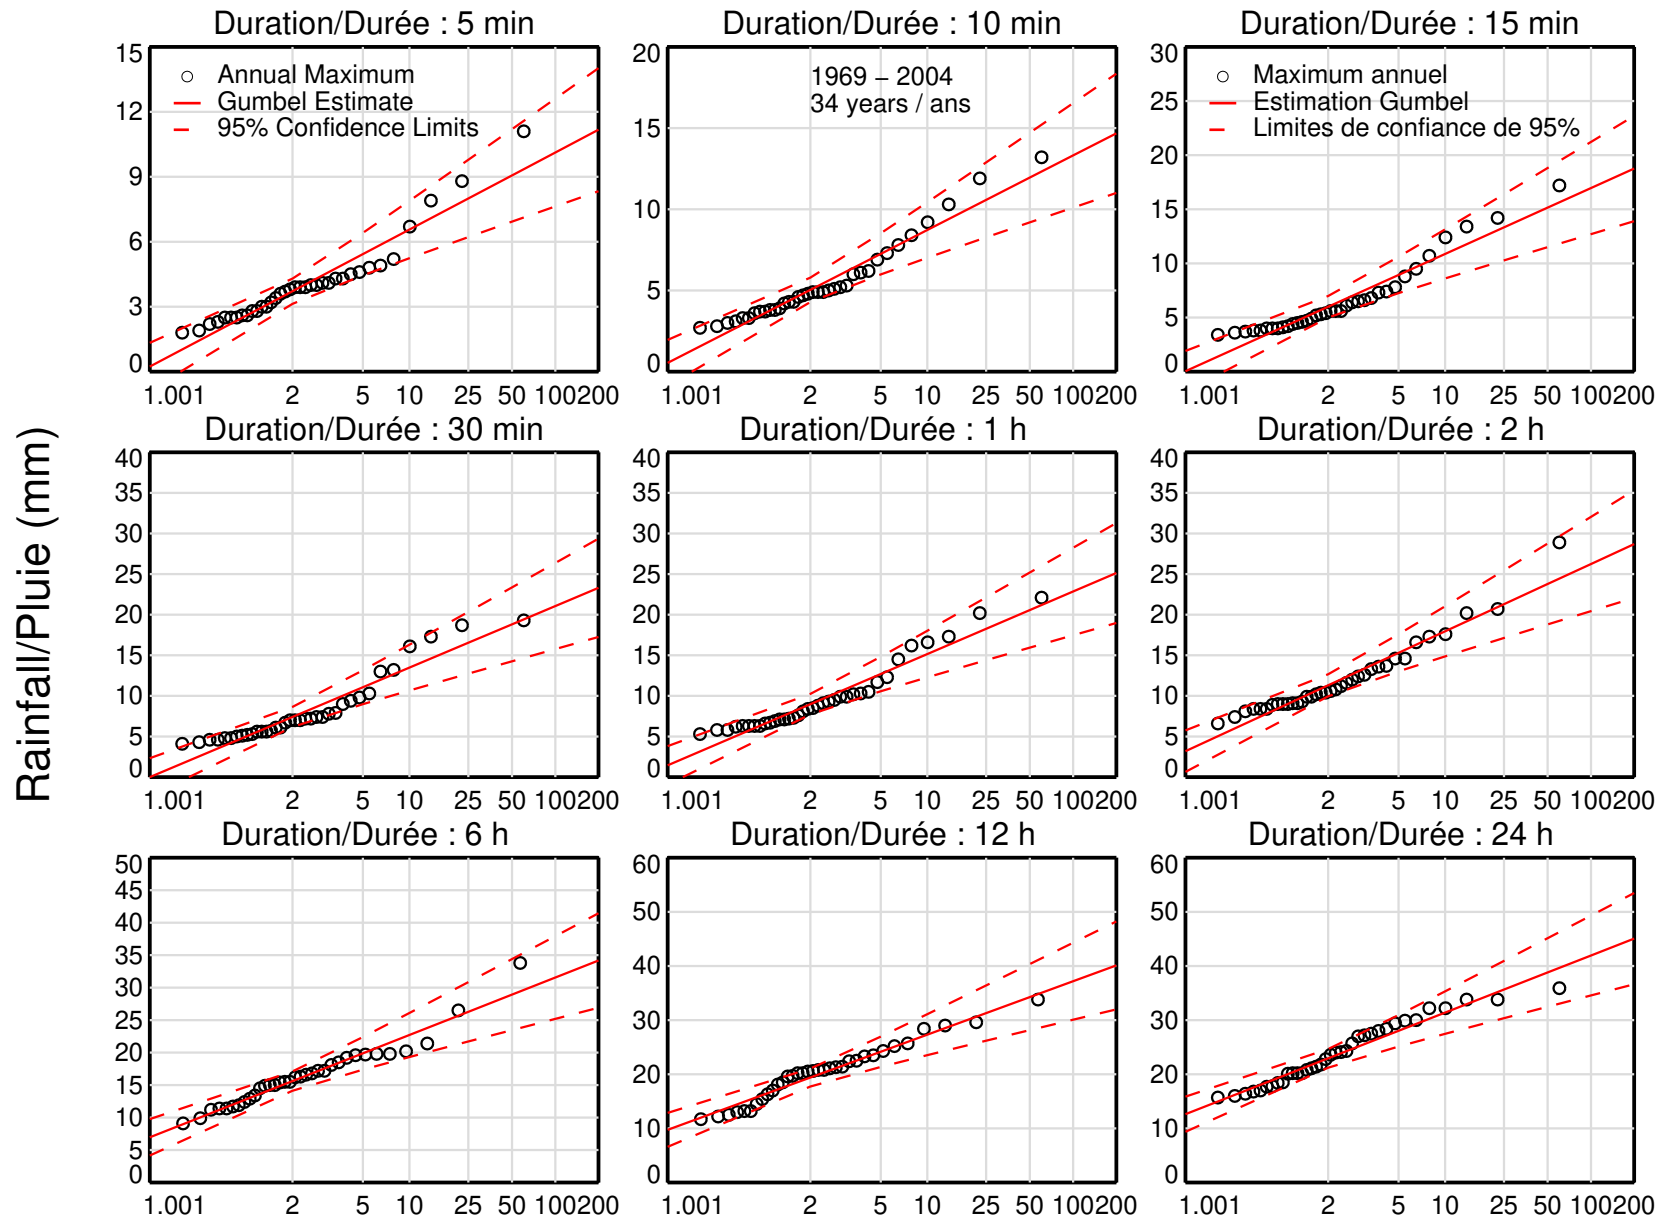 Duration/Durée : 5 min
15
12
9
6
3
0
○ Annual Maximum
Gumbel Estimate
95% Confidence Limits
1.001 2 5 10 25 50 100200
Duration/Durée : 10 min
20
15
10
5
0
1969 – 2004
34 years / ans
1.001 2 5 10 25 50 100200
Duration/Durée : 15 min
30
25
20
15
10
5
0
○ Maximum annuel
Estimation Gumbel
Limites de confiance de 95%
1.001 2 5 10 25 50 100200
Rainfall/Pluie (mm)
Duration/Durée : 30 min
40
35
30
25
20
15
10
5
0
1.001 2 5 10 25 50 100200
Duration/Durée : 1 h
40
35
30
25
20
15
10
5
0
1.001 2 5 10 25 50 100200
Duration/Durée : 2 h
40
35
30
25
20
15
10
5
0
1.001 2 5 10 25 50 100200
Duration/Durée : 6 h
50
45
40
35
30
25
20
15
10
5
0
1.001 2 5 10 25 50 100200
Duration/Durée : 12 h
60
50
40
30
20
10
0
1.001 2 5 10 25 50 100200
Duration/Durée : 24 h
60
50
40
30
20
10
0
1.001 2 5 10 25 50 100200